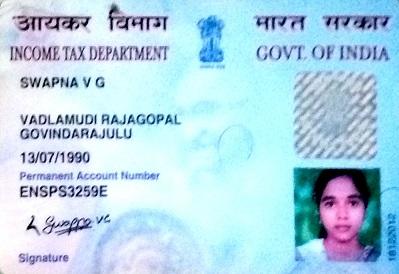 आयकर विभाग
भारत सरकार
INCOME TAX DEPARTMENT
GOVT. OF INDIA
SWAPNA V G
VADLAMUDI RAJAGOPAL
GOVINDARAJULU
13/07/1990
Permanent Account Number
ENSPS3259E
Swapna VG
Signature
18122012